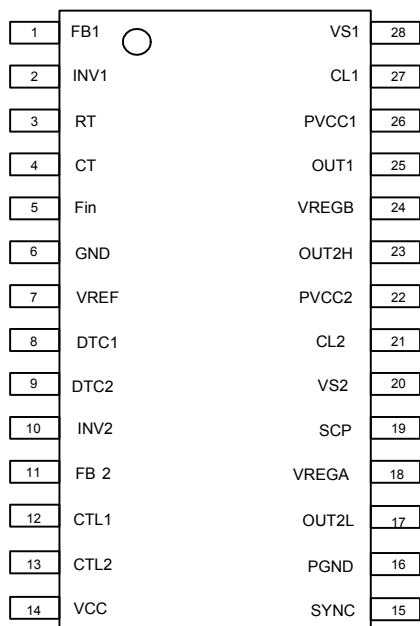 1 FB1 VS1 28
2 INV1 CL1 27
3 RT PVCC1 26
4 CT OUT1 25
5 Fin VREGB 24
6 GND OUT2H 23
7 VREF PVCC2 22
8 DTC1 CL2 21
9 DTC2 VS2 20
10 INV2 SCP 19
11 FB 2 VREGA 18
12 CTL1 OUT2L 17
13 CTL2 PGND 16
14 VCC SYNC 15